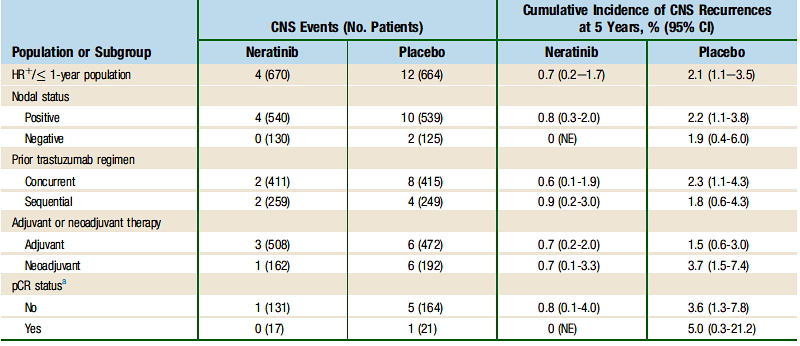 CNS Events (No. Patients) Cumulative Incidence of CNS Recurrences
at 5 Years, % (95% CI)
Population or Subgroup Neratinib Placebo Neratinib Placebo
HR+/≤ 1-year population 4 (670) 12 (664) 0.7 (0.2–1.7) 2.1 (1.1–3.5)
Nodal status
Positive 4 (540) 10 (539) 0.8 (0.3-2.0) 2.2 (1.1-3.8)
Negative 0 (130) 2 (125) 0 (NE) 1.9 (0.4-6.0)
Prior trastuzumab regimen
Concurrent 2 (411) 8 (415) 0.6 (0.1-1.9) 2.3 (1.1-4.3)
Sequential 2 (259) 4 (249) 0.9 (0.2-3.0) 1.8 (0.6-4.3)
Adjuvant or neoadjuvant therapy
Adjuvant 3 (508) 6 (472) 0.7 (0.2-2.0) 1.5 (0.6-3.0)
Neoadjuvant 1 (162) 6 (192) 0.7 (0.1-3.3) 3.7 (1.5-7.4)
pCR statusª
No 1 (131) 5 (164) 0.8 (0.1-4.0) 3.6 (1.3-7.8)
Yes 0 (17) 1 (21) 0 (NE) 5.0 (0.3-21.2)